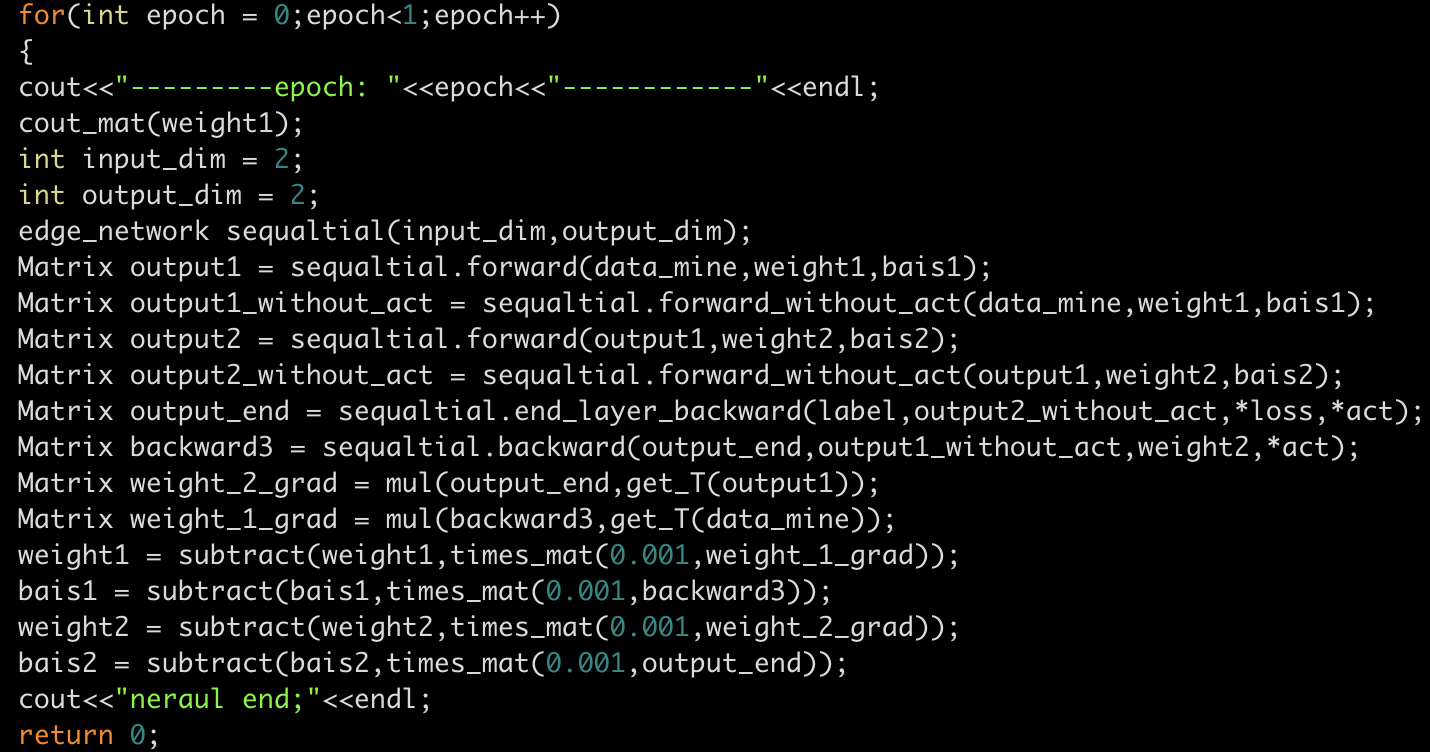 for(int epoch = 0;epoch<1;epoch++)
{
cout<<"---------epoch: "<<epoch<<"------------"<<endl;
cout_mat(weight1);
int input_dim = 2;
int output_dim = 2;
edge_network sequaltial(input_dim,output_dim);
Matrix output1 = sequaltial.forward(data_mine,weight1,bais1);
Matrix output1_without_act = sequaltial.forward_without_act(data_mine,weight1,bais1);
Matrix output2 = sequaltial.forward(output1,weight2,bais2);
Matrix output2_without_act = sequaltial.forward_without_act(output1,weight2,bais2);
Matrix output_end = sequaltial.end_layer_backward(label,output2_without_act,*loss,*act);
Matrix backward3 = sequaltial.backward(output_end,output1_without_act,weight2,*act);
Matrix weight_2_grad = mul(output_end,get_T(output1));
Matrix weight_1_grad = mul(backward3,get_T(data_mine));
weight1 = subtract(weight1,times_mat(0.001,weight_1_grad));
bais1 = subtract(bais1,times_mat(0.001,backward3));
weight2 = subtract(weight2,times_mat(0.001,weight_2_grad));
bais2 = subtract(bais2,times_mat(0.001,output_end));
cout<<"neraul end;"<<endl;
return 0;